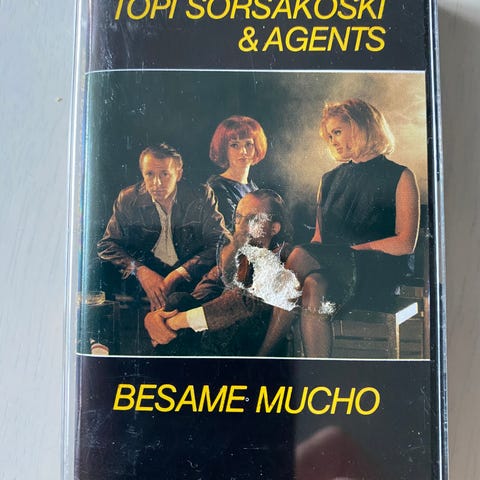 TOPI SORSAKOSKI
& AGENTS
BESAME MUCHO